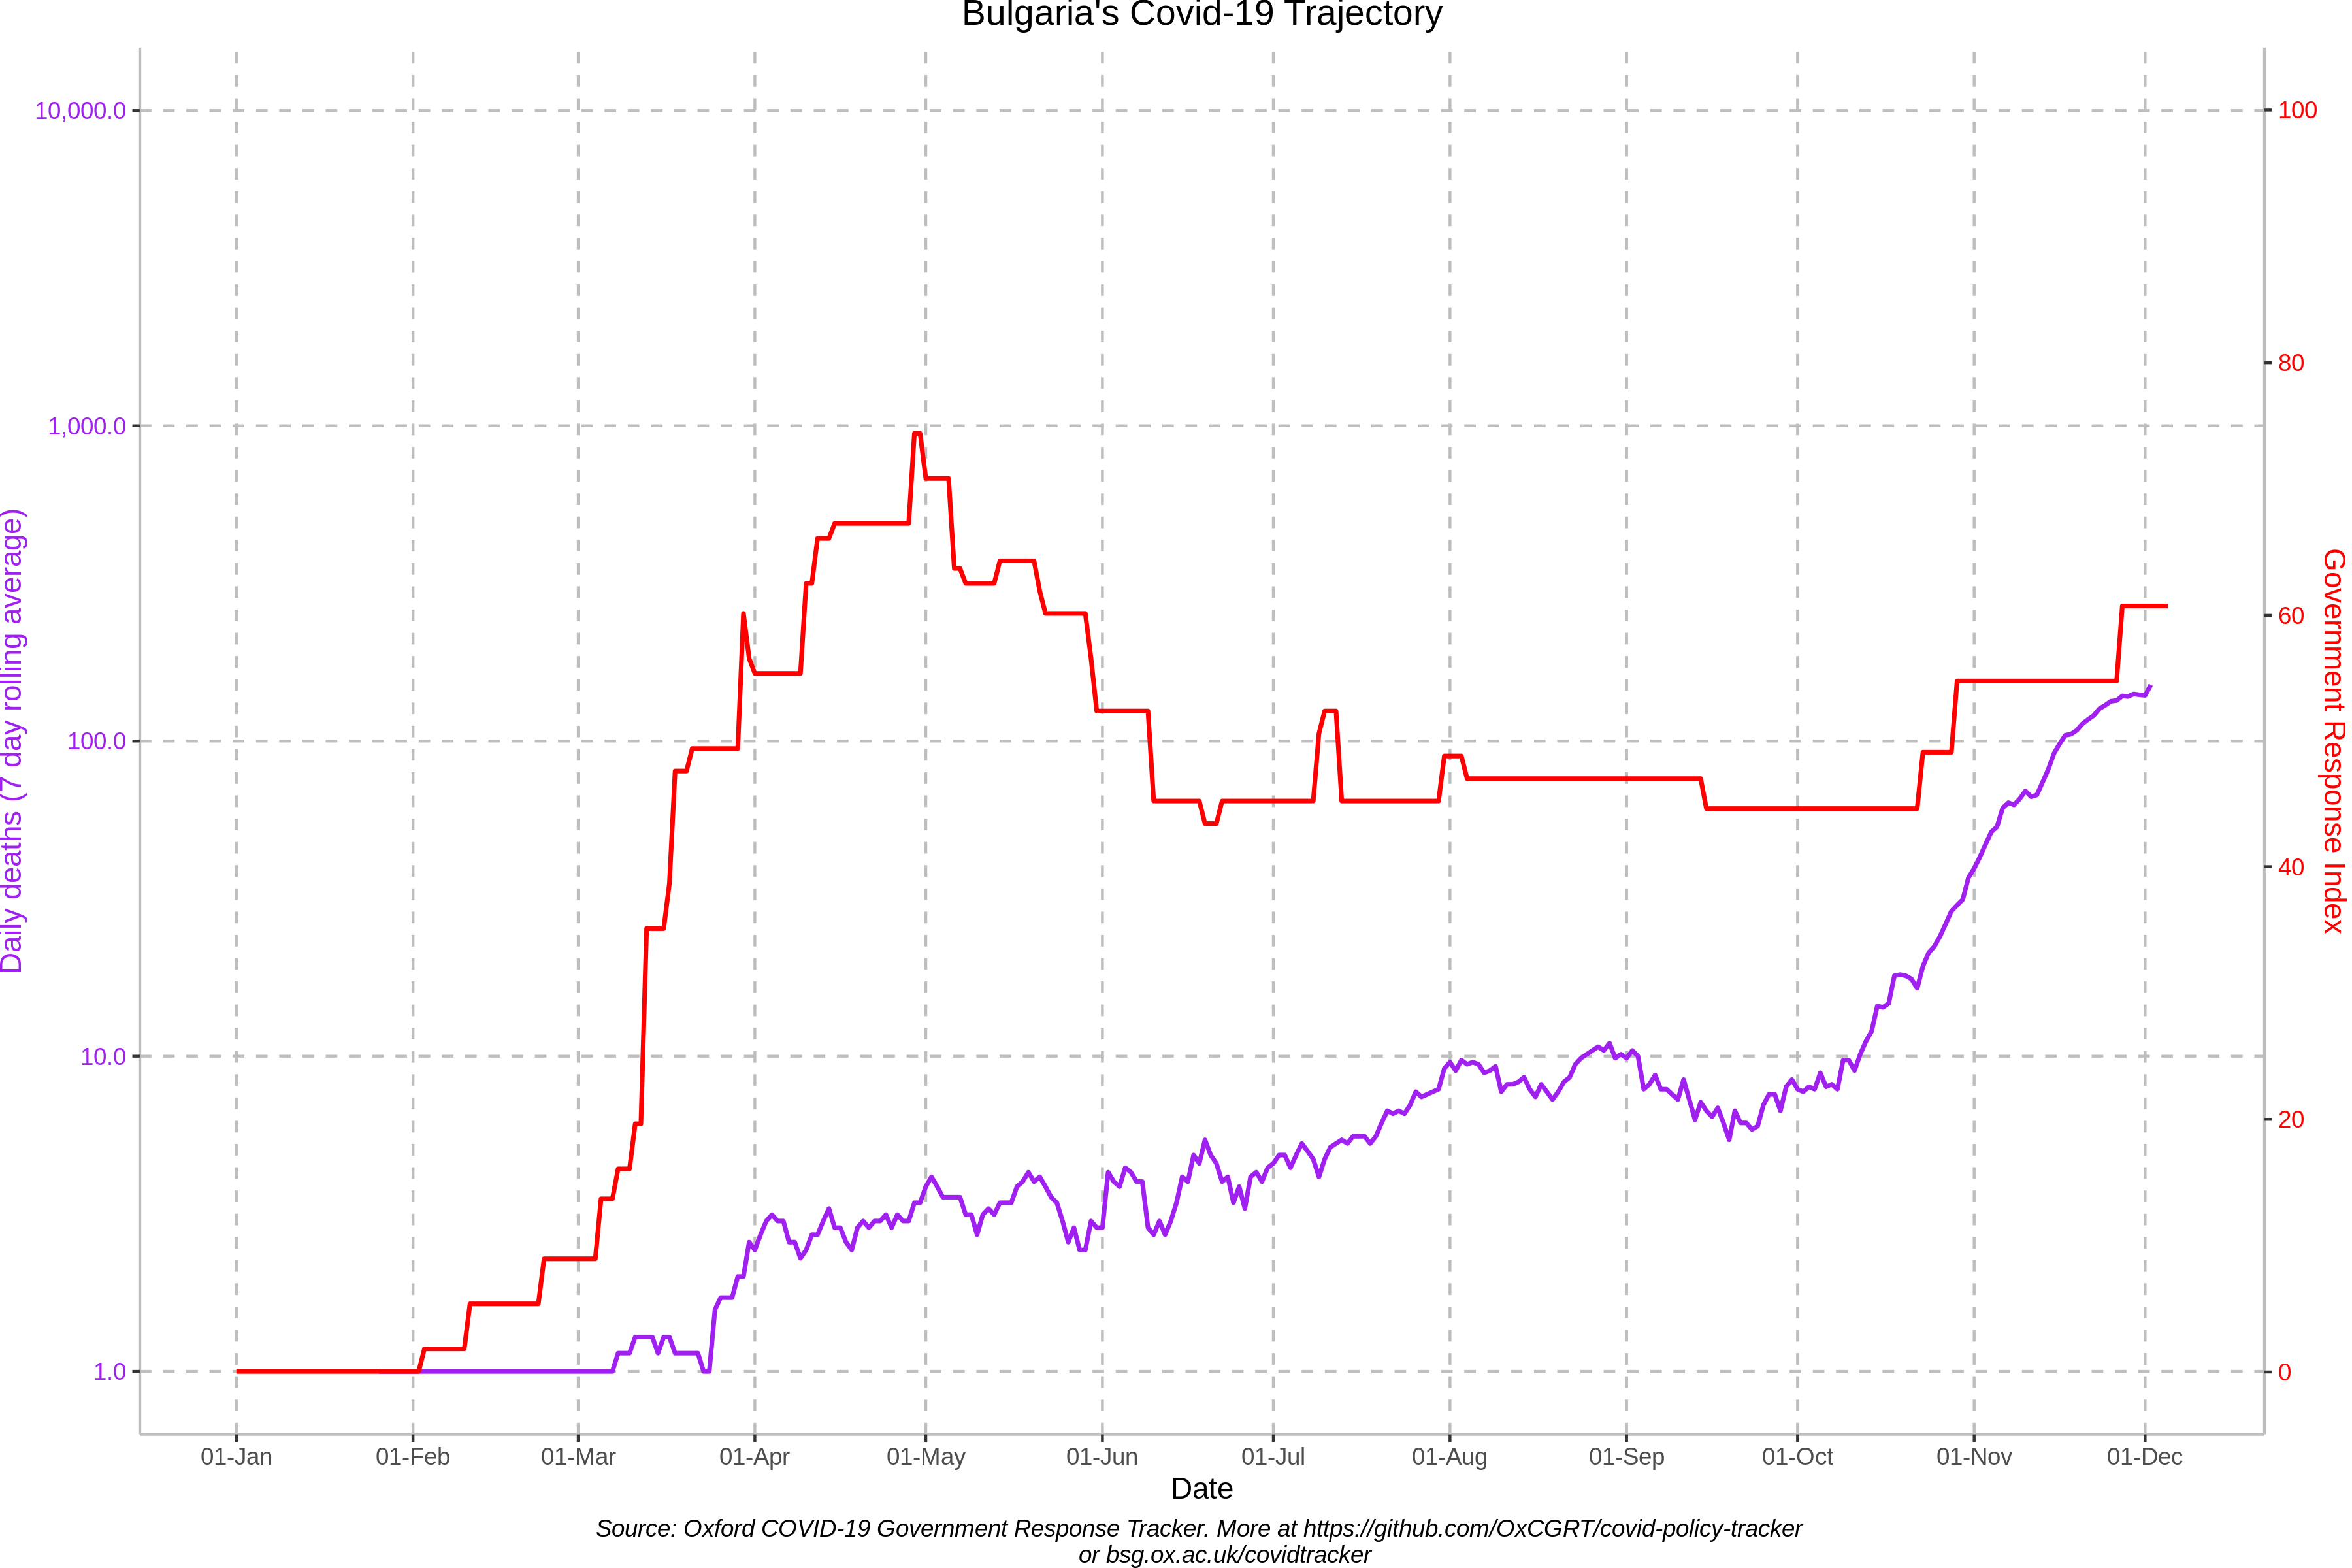 Bulgaria's Covid-19 Trajectory
10,000.0
1,000.0
100.0
10.0
1.0
Daily deaths (7 day rolling average)
100
80
60
40
20
0
Government Response Index
01-Jan 01-Feb 01-Mar 01-Apr 01-May 01-Jun 01-Jul 01-Aug 01-Sep 01-Oct 01-Nov 01-Dec
Date
Source: Oxford COVID-19 Government Response Tracker. More at https://github.com/OxCGRT/covid-policy-tracker
or bsg.ox.ac.uk/covidtracker